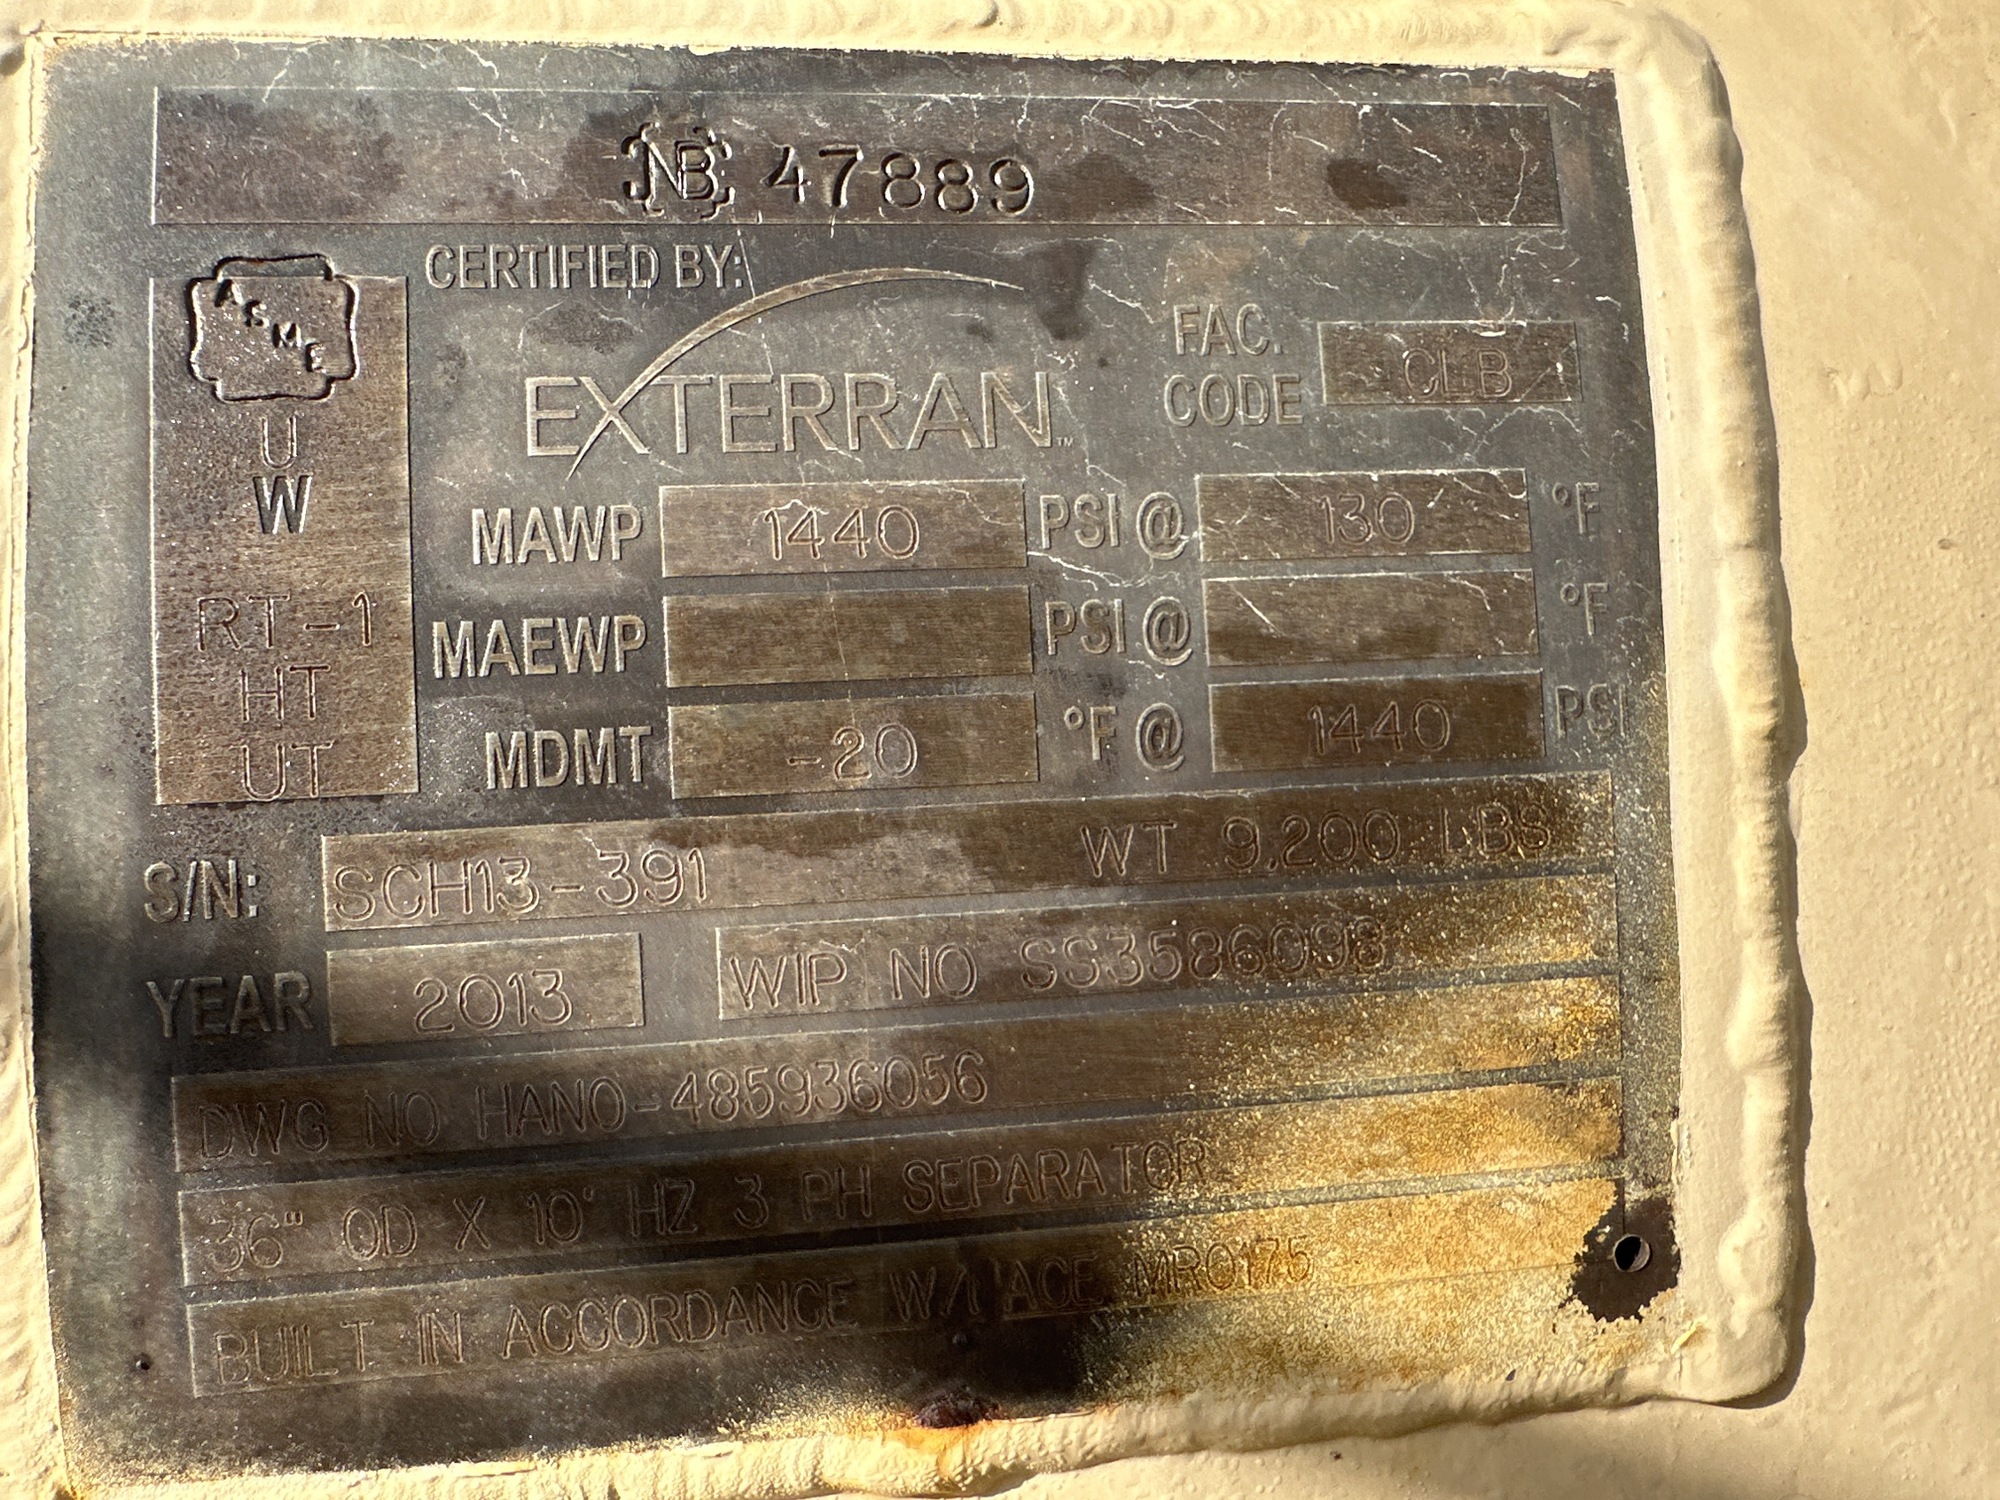 NB 47889
ASME
U
W
RT-1
HT
UT
CERTIFIED BY:
EXTERRAN™
FAC. CODE CLB
MAWP 1440 PSI @ 130 °F
MAEWP PSI @ °F
MDMT -20 °F @ 1440 PSI
S/N: SCH13-391 WT 9,200 LBS
YEAR 2013 WIP NO SS3586098
DWG NO HANO-485936056
36" OD X 10' HZ 3 PH SEPARATOR
BUILT IN ACCORDANCE W/NACE MR0175